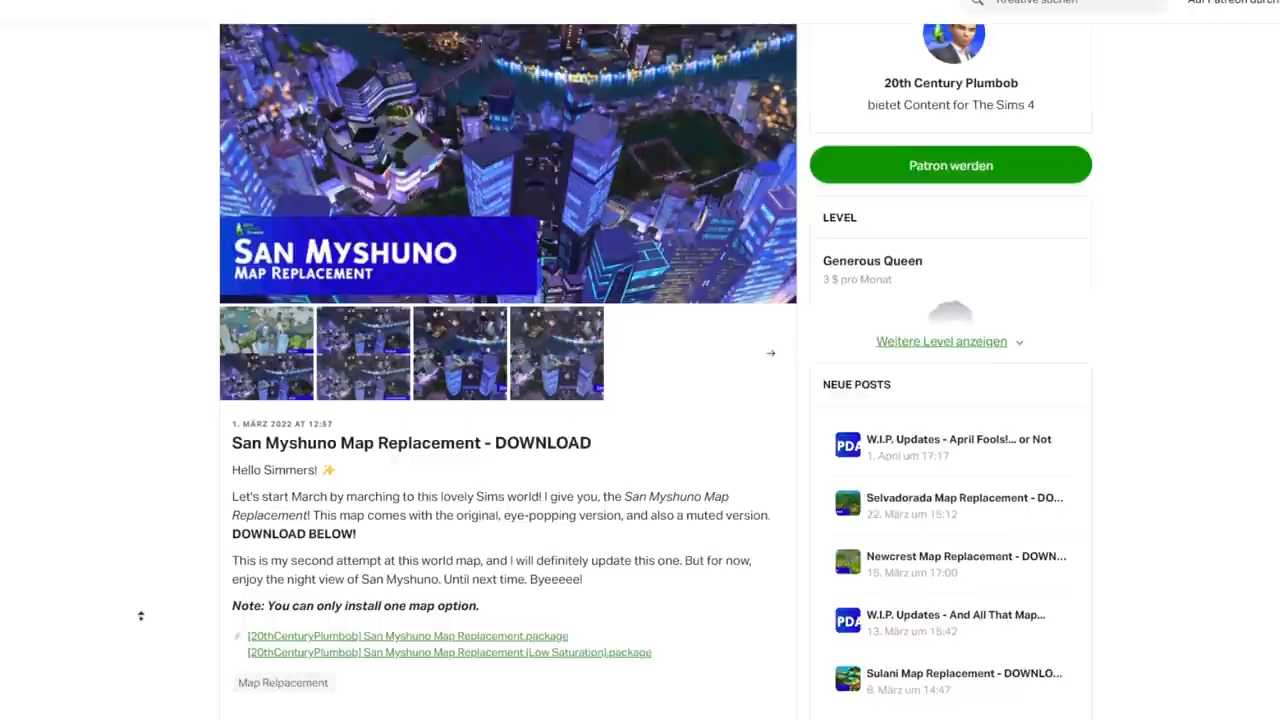 Kreative suchen
Auf Patreon durch
SAN MYSHUNO
MAP REPLACEMENT
1. MÄRZ 2022 AT 12:57
San Myshuno Map Replacement - DOWNLOAD
Hello Simmers! ✨
Let's start March by marching to this lovely Sims world! I give you, the San Myshuno Map
Replacement! This map comes with the original, eye-popping version, and also a muted version.
DOWNLOAD BELOW!
This is my second attempt at this world map, and I will definitely update this one. But for now,
enjoy the night view of San Myshuno. Until next time. Byeeeee!
Note: You can only install one map option.
[20thCenturyPlumbob] San Myshuno Map Replacement.package
[20thCenturyPlumbob] San Myshuno Map Replacement (Low Saturation).package
Map Relpacement
20th Century Plumbob
bietet Content for The Sims 4
Patron werden
LEVEL
Generous Queen
3 $ pro Monat
Weitere Level anzeigen
NEUE POSTS
PDA
W.I.P. Updates - April Fools!... or Not
1. April um 17:17
Selvadorada Map Replacement - DO...
22. März um 15:12
Newcrest Map Replacement - DOWN...
15. März um 17:00
PDA
W.I.P. Updates - And All That Map...
13. März um 15:42
Sulani Map Replacement - DOWNLO...
8. März um 14:47